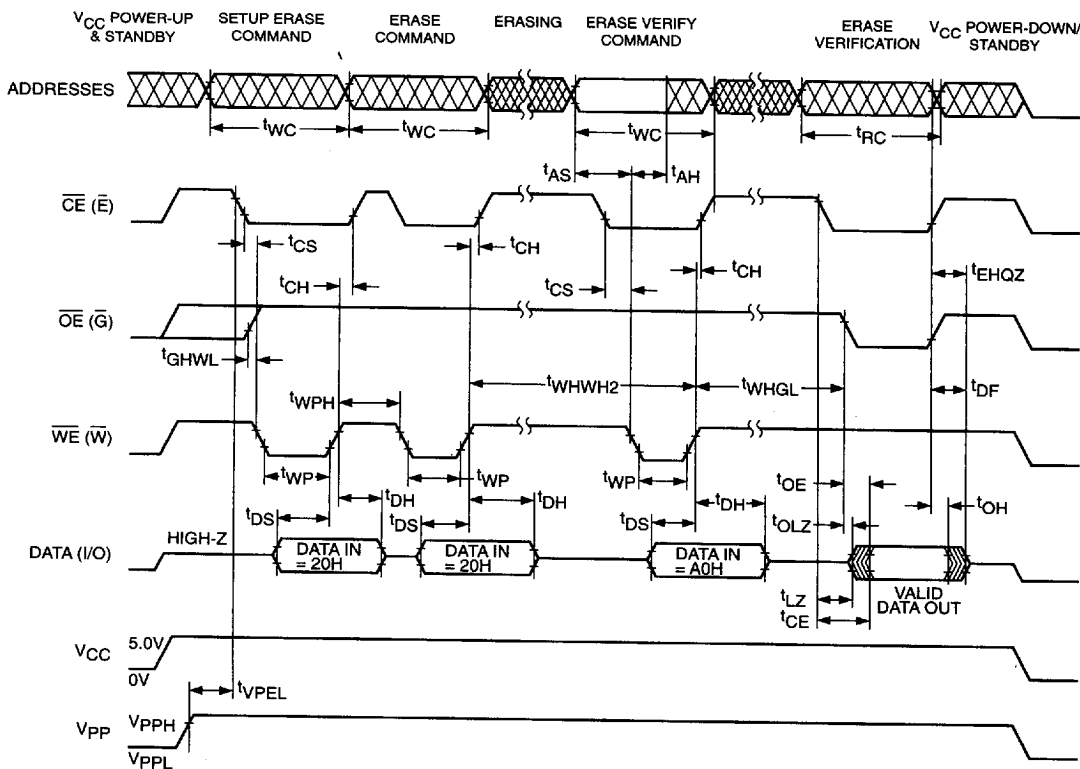 VCC POWER-UP & STANDBY
SETUP ERASE COMMAND
ERASE COMMAND
ERASING
ERASE VERIFY COMMAND
ERASE VERIFICATION
VCC POWER-DOWN/ STANDBY
ADDRESSES
tWC
tWC
tWC
tRC
tAS
tAH
CE (E)
tCS
tCH
tCH
tCS
tCH
tEHQZ
OE (G)
tGHWL
tWHWH2
tWHGL
tDF
tWPH
WE (W)
tWP
tWP
tWP
tOE
tDH
tDH
tDH
tOH
tDS
tDS
tDS
tOLZ
DATA (I/O)
HIGH-Z
DATA IN = 20H
DATA IN = 20H
DATA IN = A0H
VALID DATA OUT
tLZ
tCE
VCC
5.0V
0V
tVPEL
VPP
VPPH
VPPL